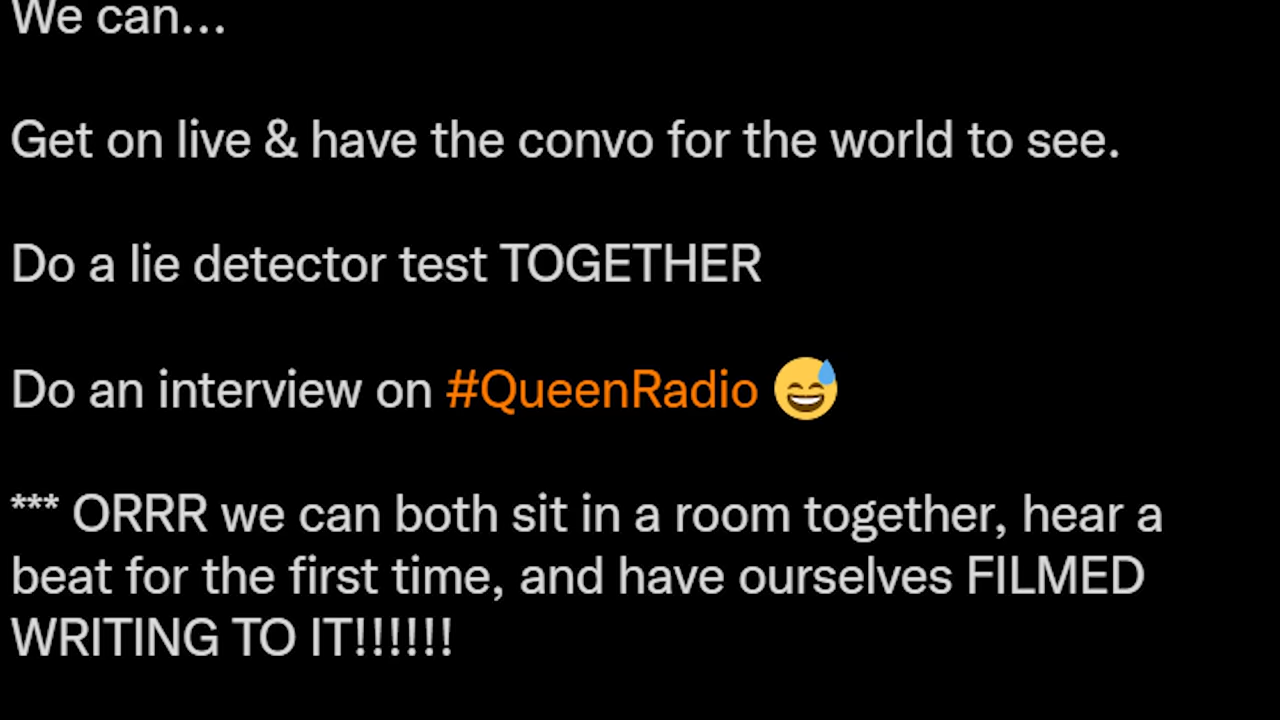 We can...
Get on live & have the convo for the world to see.
Do a lie detector test TOGETHER
Do an interview on #QueenRadio 😅
*** ORRR we can both sit in a room together, hear a
beat for the first time, and have ourselves FILMED
WRITING TO IT!!!!!!